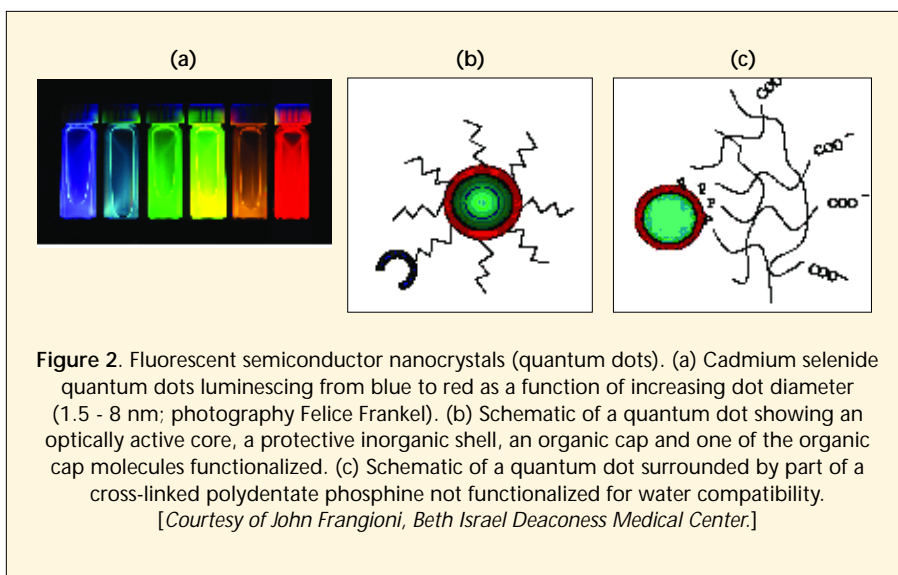 (a) (b) (c)
COO
COO⁻
P
P
P
P
COO⁻
COO⁻
Figure 2. Fluorescent semiconductor nanocrystals (quantum dots). (a) Cadmium selenide
quantum dots luminescing from blue to red as a function of increasing dot diameter
(1.5 - 8 nm; photography Felice Frankel). (b) Schematic of a quantum dot showing an
optically active core, a protective inorganic shell, an organic cap and one of the organic
cap molecules functionalized. (c) Schematic of a quantum dot surrounded by part of a
cross-linked polydentate phosphine not functionalized for water compatibility.
[Courtesy of John Frangioni, Beth Israel Deaconess Medical Center.]